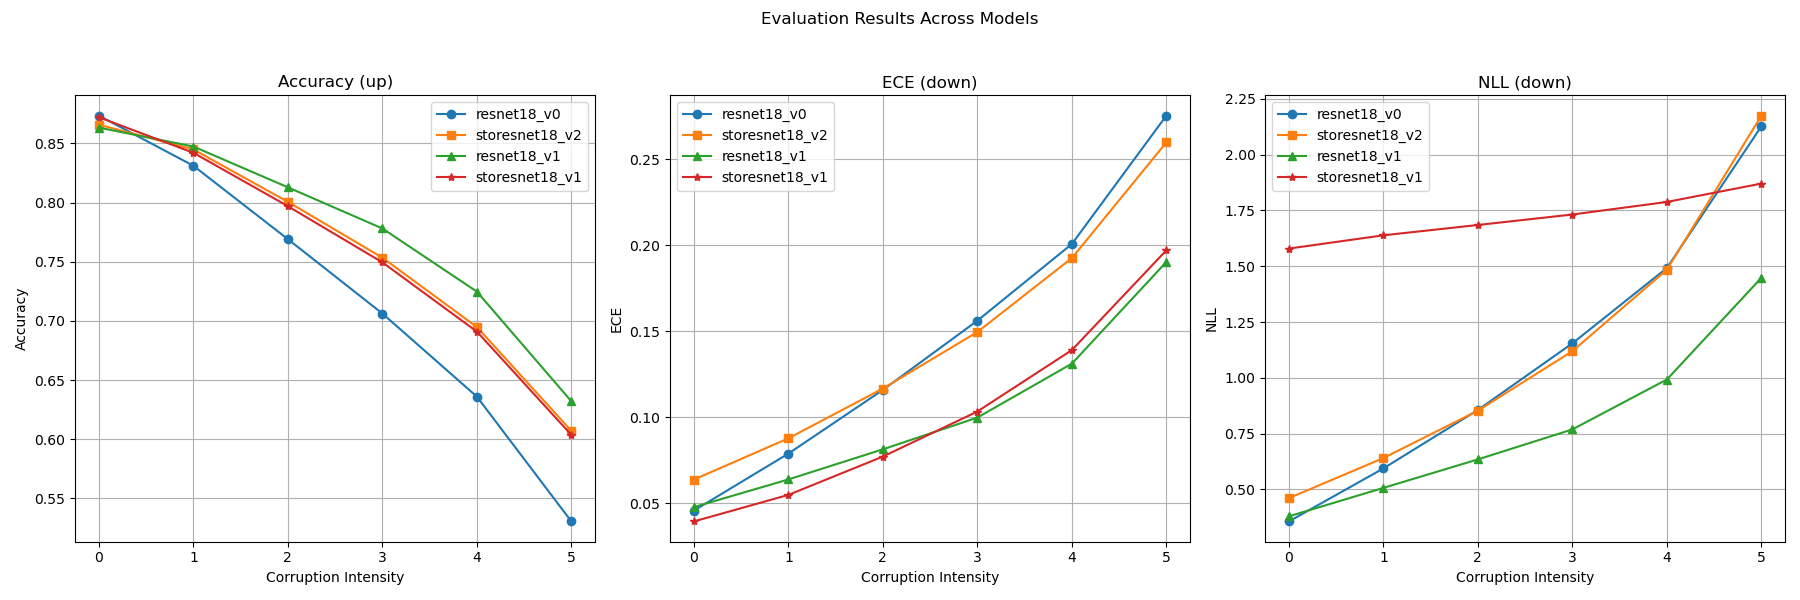 Evaluation Results Across Models
Accuracy (up)
resnet18_v0
storesnet18_v2
resnet18_v1
storesnet18_v1
0.85
0.80
0.75
0.70
0.65
0.60
0.55
Accuracy
0 1 2 3 4 5
Corruption Intensity
ECE (down)
resnet18_v0
storesnet18_v2
resnet18_v1
storesnet18_v1
0.25
0.20
0.15
0.10
0.05
ECE
0 1 2 3 4 5
Corruption Intensity
NLL (down)
resnet18_v0
storesnet18_v2
resnet18_v1
storesnet18_v1
2.25
2.00
1.75
1.50
1.25
1.00
0.75
0.50
NLL
0 1 2 3 4 5
Corruption Intensity